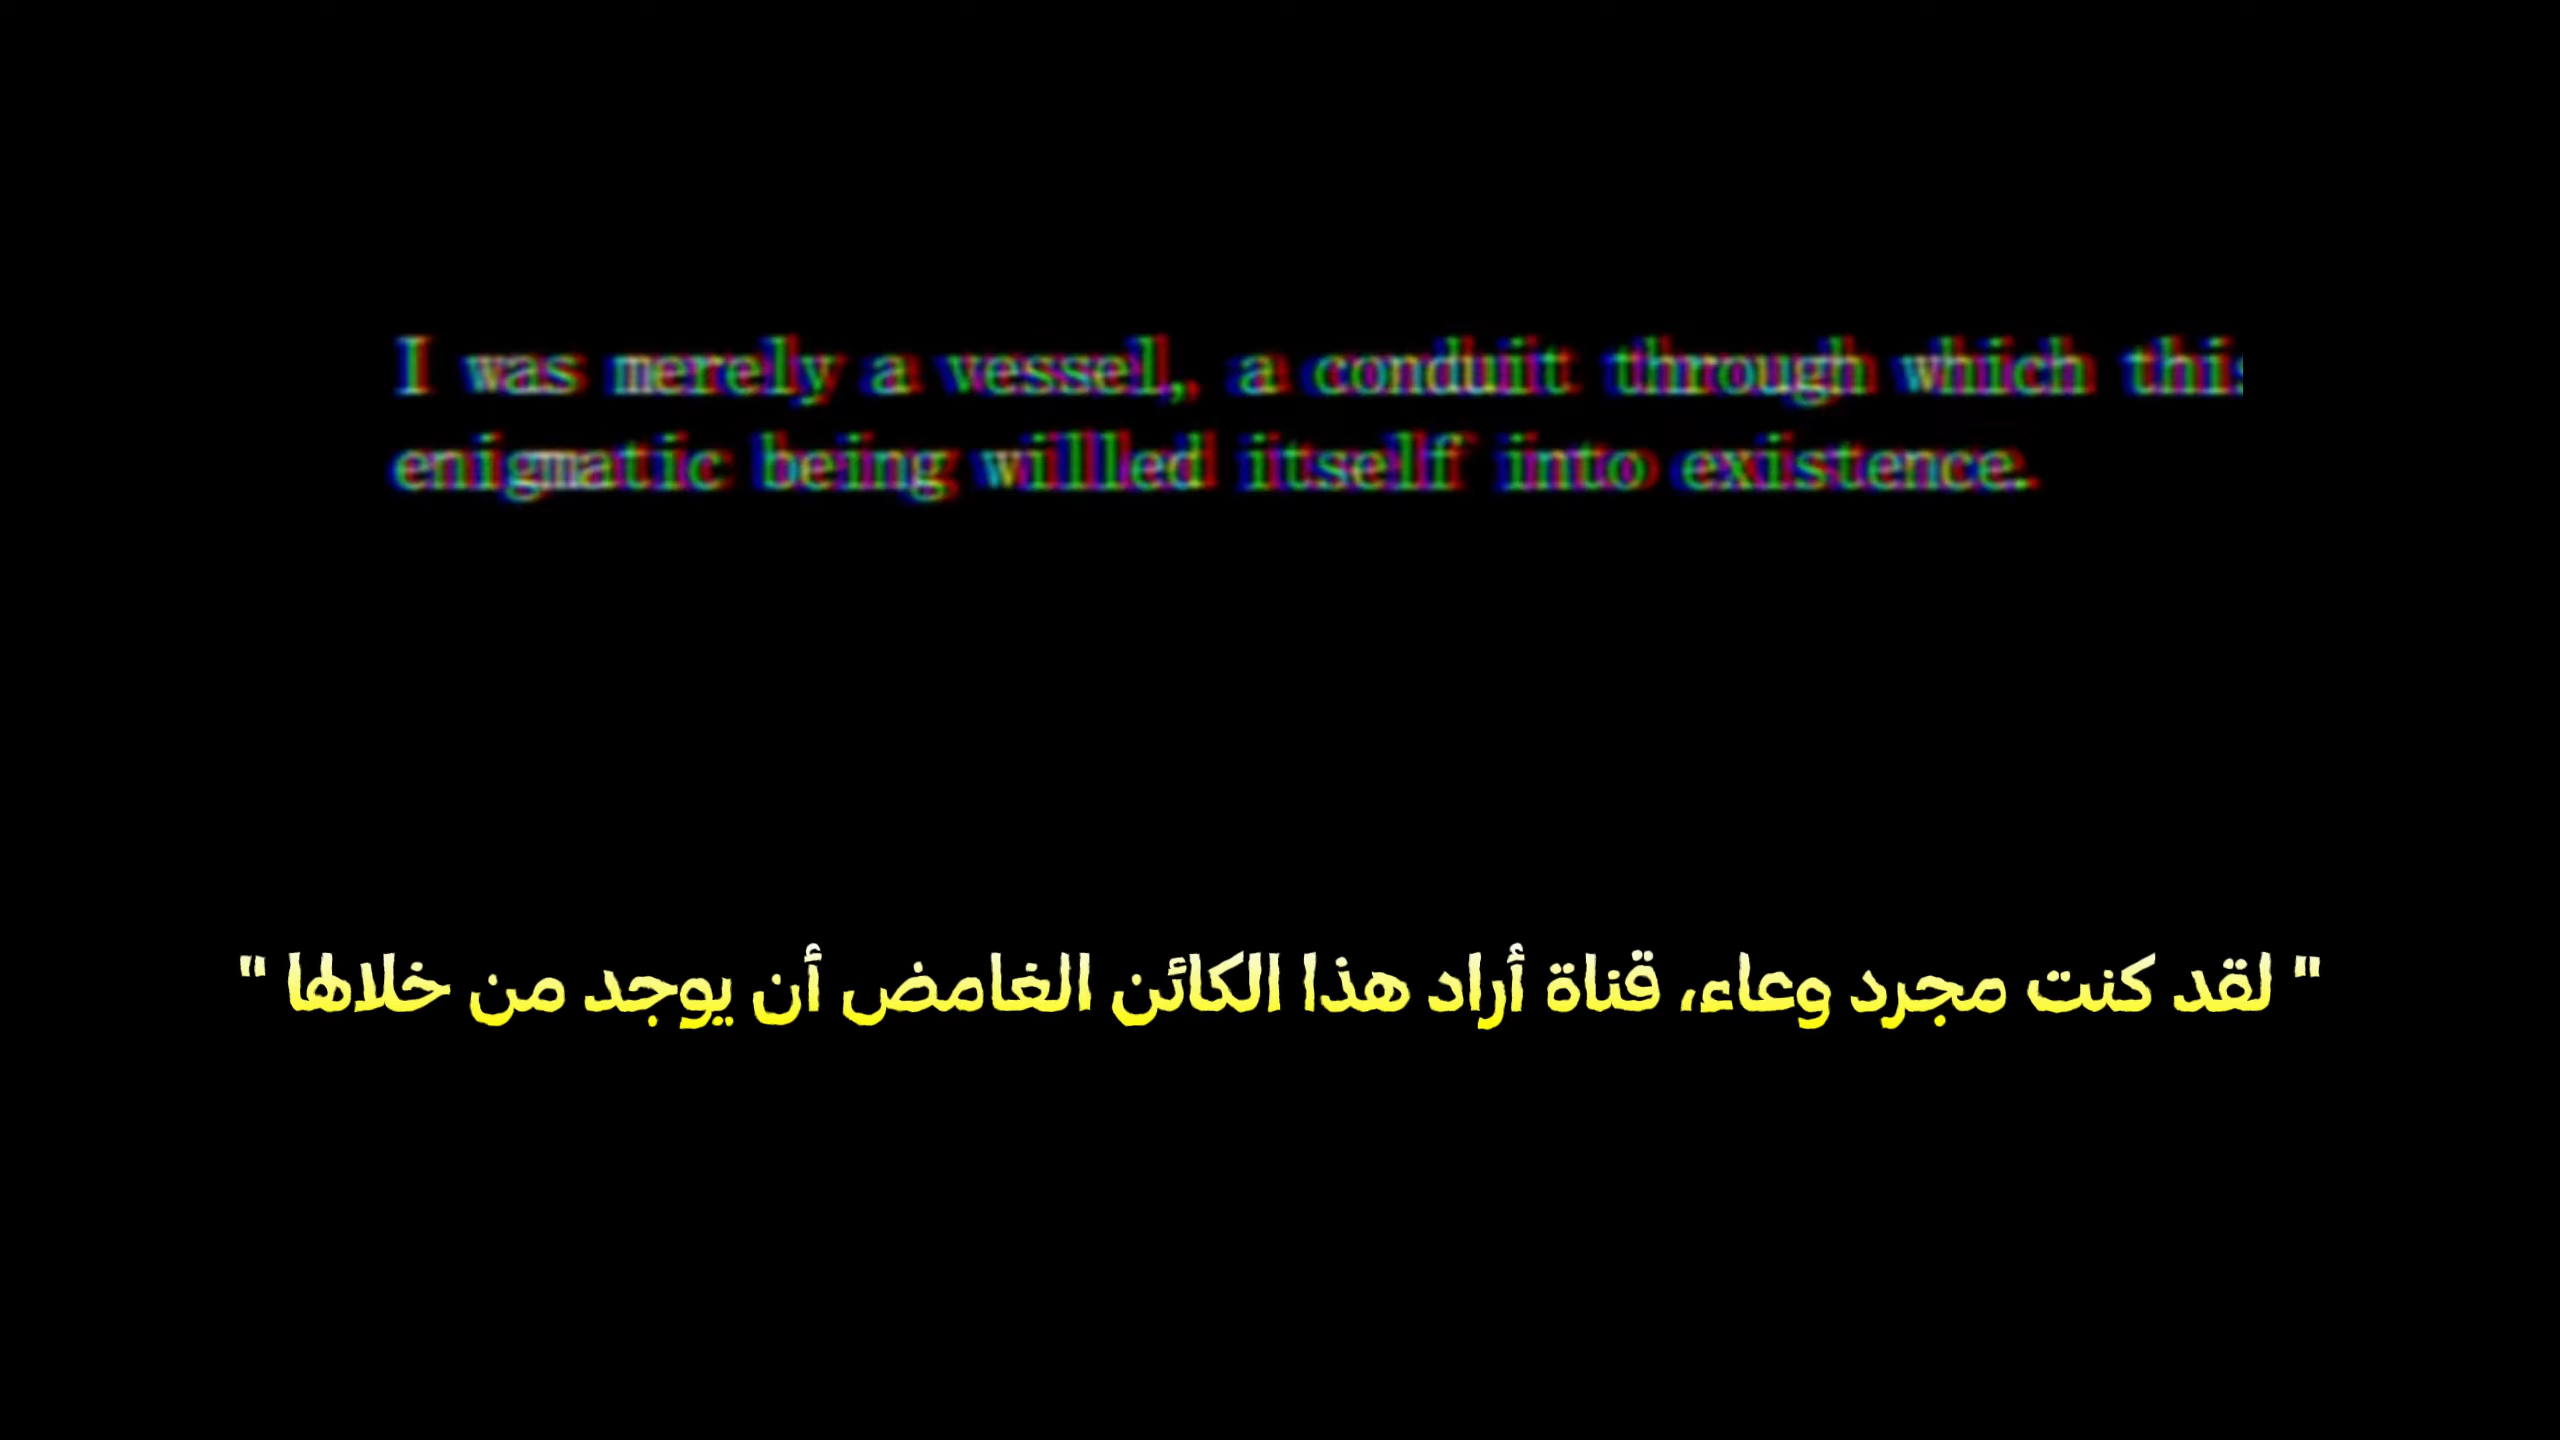 I was merely a vessel, a conduit through which this
enigmatic being willed itself into existence.
" لقد كنت مجرد وعاء، قناة أراد هذا الكائن الغامض أن يوجد من خلالها "